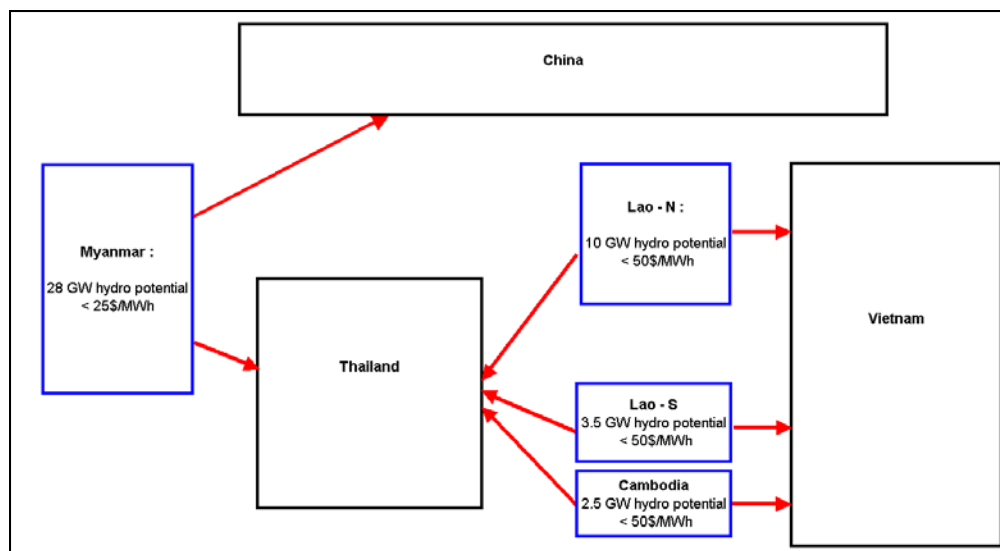 China
Myanmar :
28 GW hydro potential
< 25$/MWh
Thailand
Lao - N :
10 GW hydro potential
< 50$/MWh
Lao - S
3.5 GW hydro potential
< 50$/MWh
Cambodia
2.5 GW hydro potential
< 50$/MWh
Vietnam